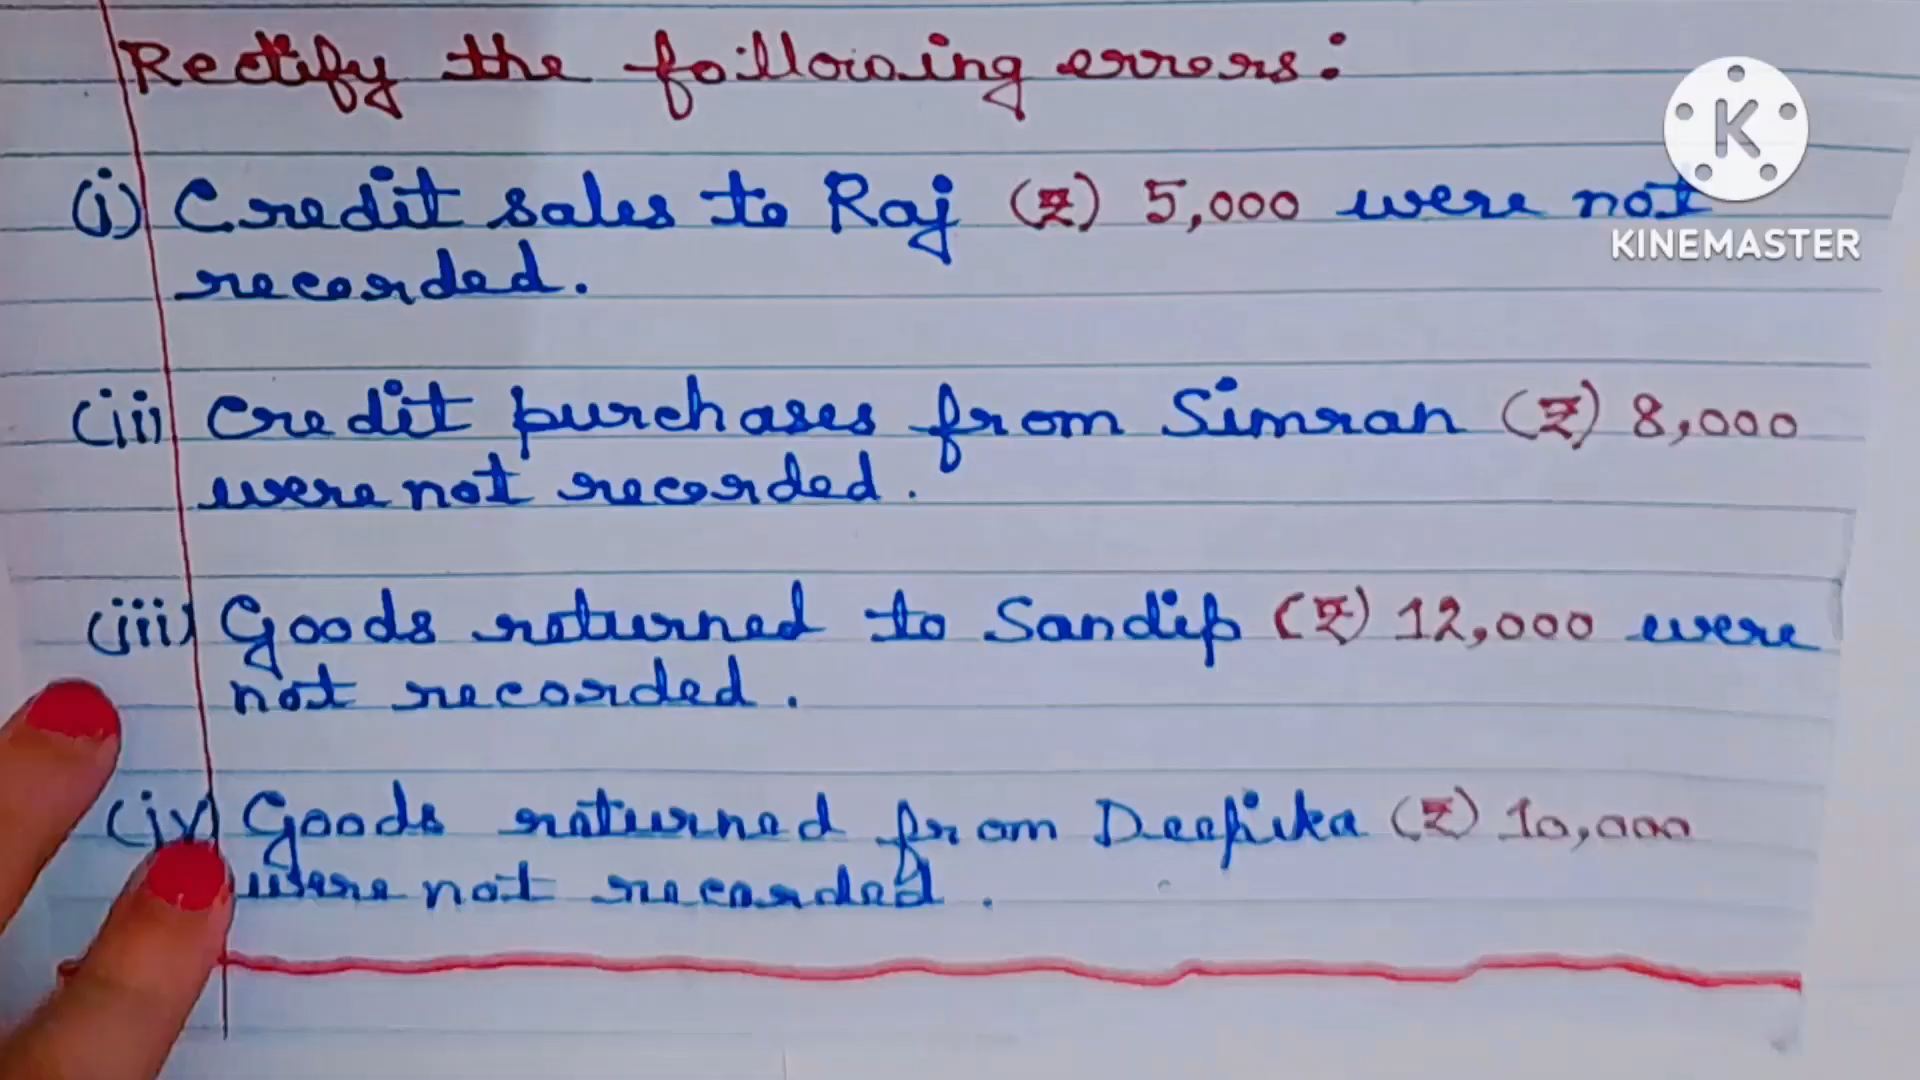 Rectify the foillowing errors:
K
(i) Credit sales to Raj (₹) 5,000 were not
KINEMASTER
recorded.
(ii) Credit purchases from Simran (₹) 8,000
were not recorded.
(iii) Goods returned to Sandip (₹) 12,000 were
not recorded.
(iv) Goods returned from Deepika (₹) 10,000
were not recorded.